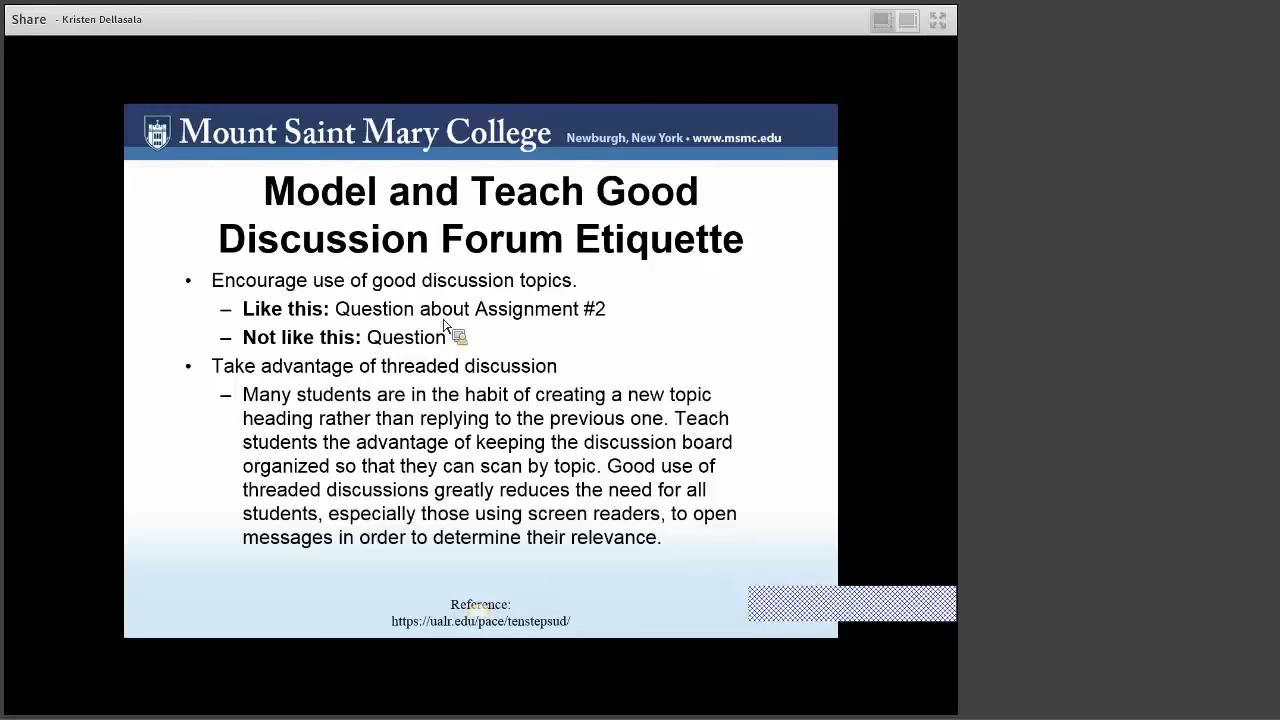 Share - Kristen Dellasala
Mount Saint Mary College Newburgh, New York • www.msmc.edu
Model and Teach Good
Discussion Forum Etiquette
• Encourage use of good discussion topics.
– Like this: Question about Assignment #2
– Not like this: Question
• Take advantage of threaded discussion
– Many students are in the habit of creating a new topic
heading rather than replying to the previous one. Teach
students the advantage of keeping the discussion board
organized so that they can scan by topic. Good use of
threaded discussions greatly reduces the need for all
students, especially those using screen readers, to open
messages in order to determine their relevance.
Reference:
https://ualr.edu/pace/tenstepsud/